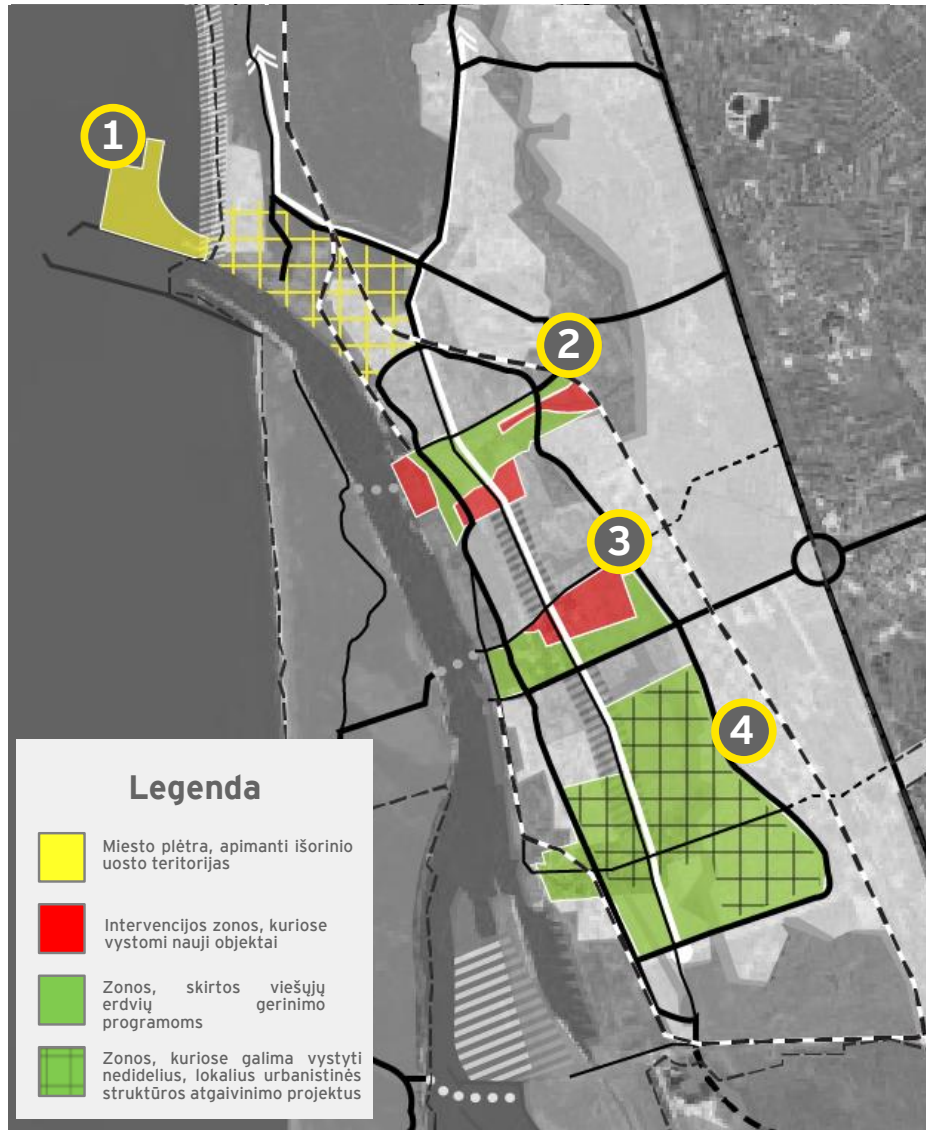 1
2
3
4
Legenda
Miesto plėtra, apimanti išorinio
uosto teritorijas
Intervencijos zonos, kuriose
vystomi nauji objektai
Zonos, skirtos viešųjų
erdvių gerinimo
programoms
Zonos, kuriose galima vystyti
nedidelius, lokalius urbanistinės
struktūros atgaivinimo projektus